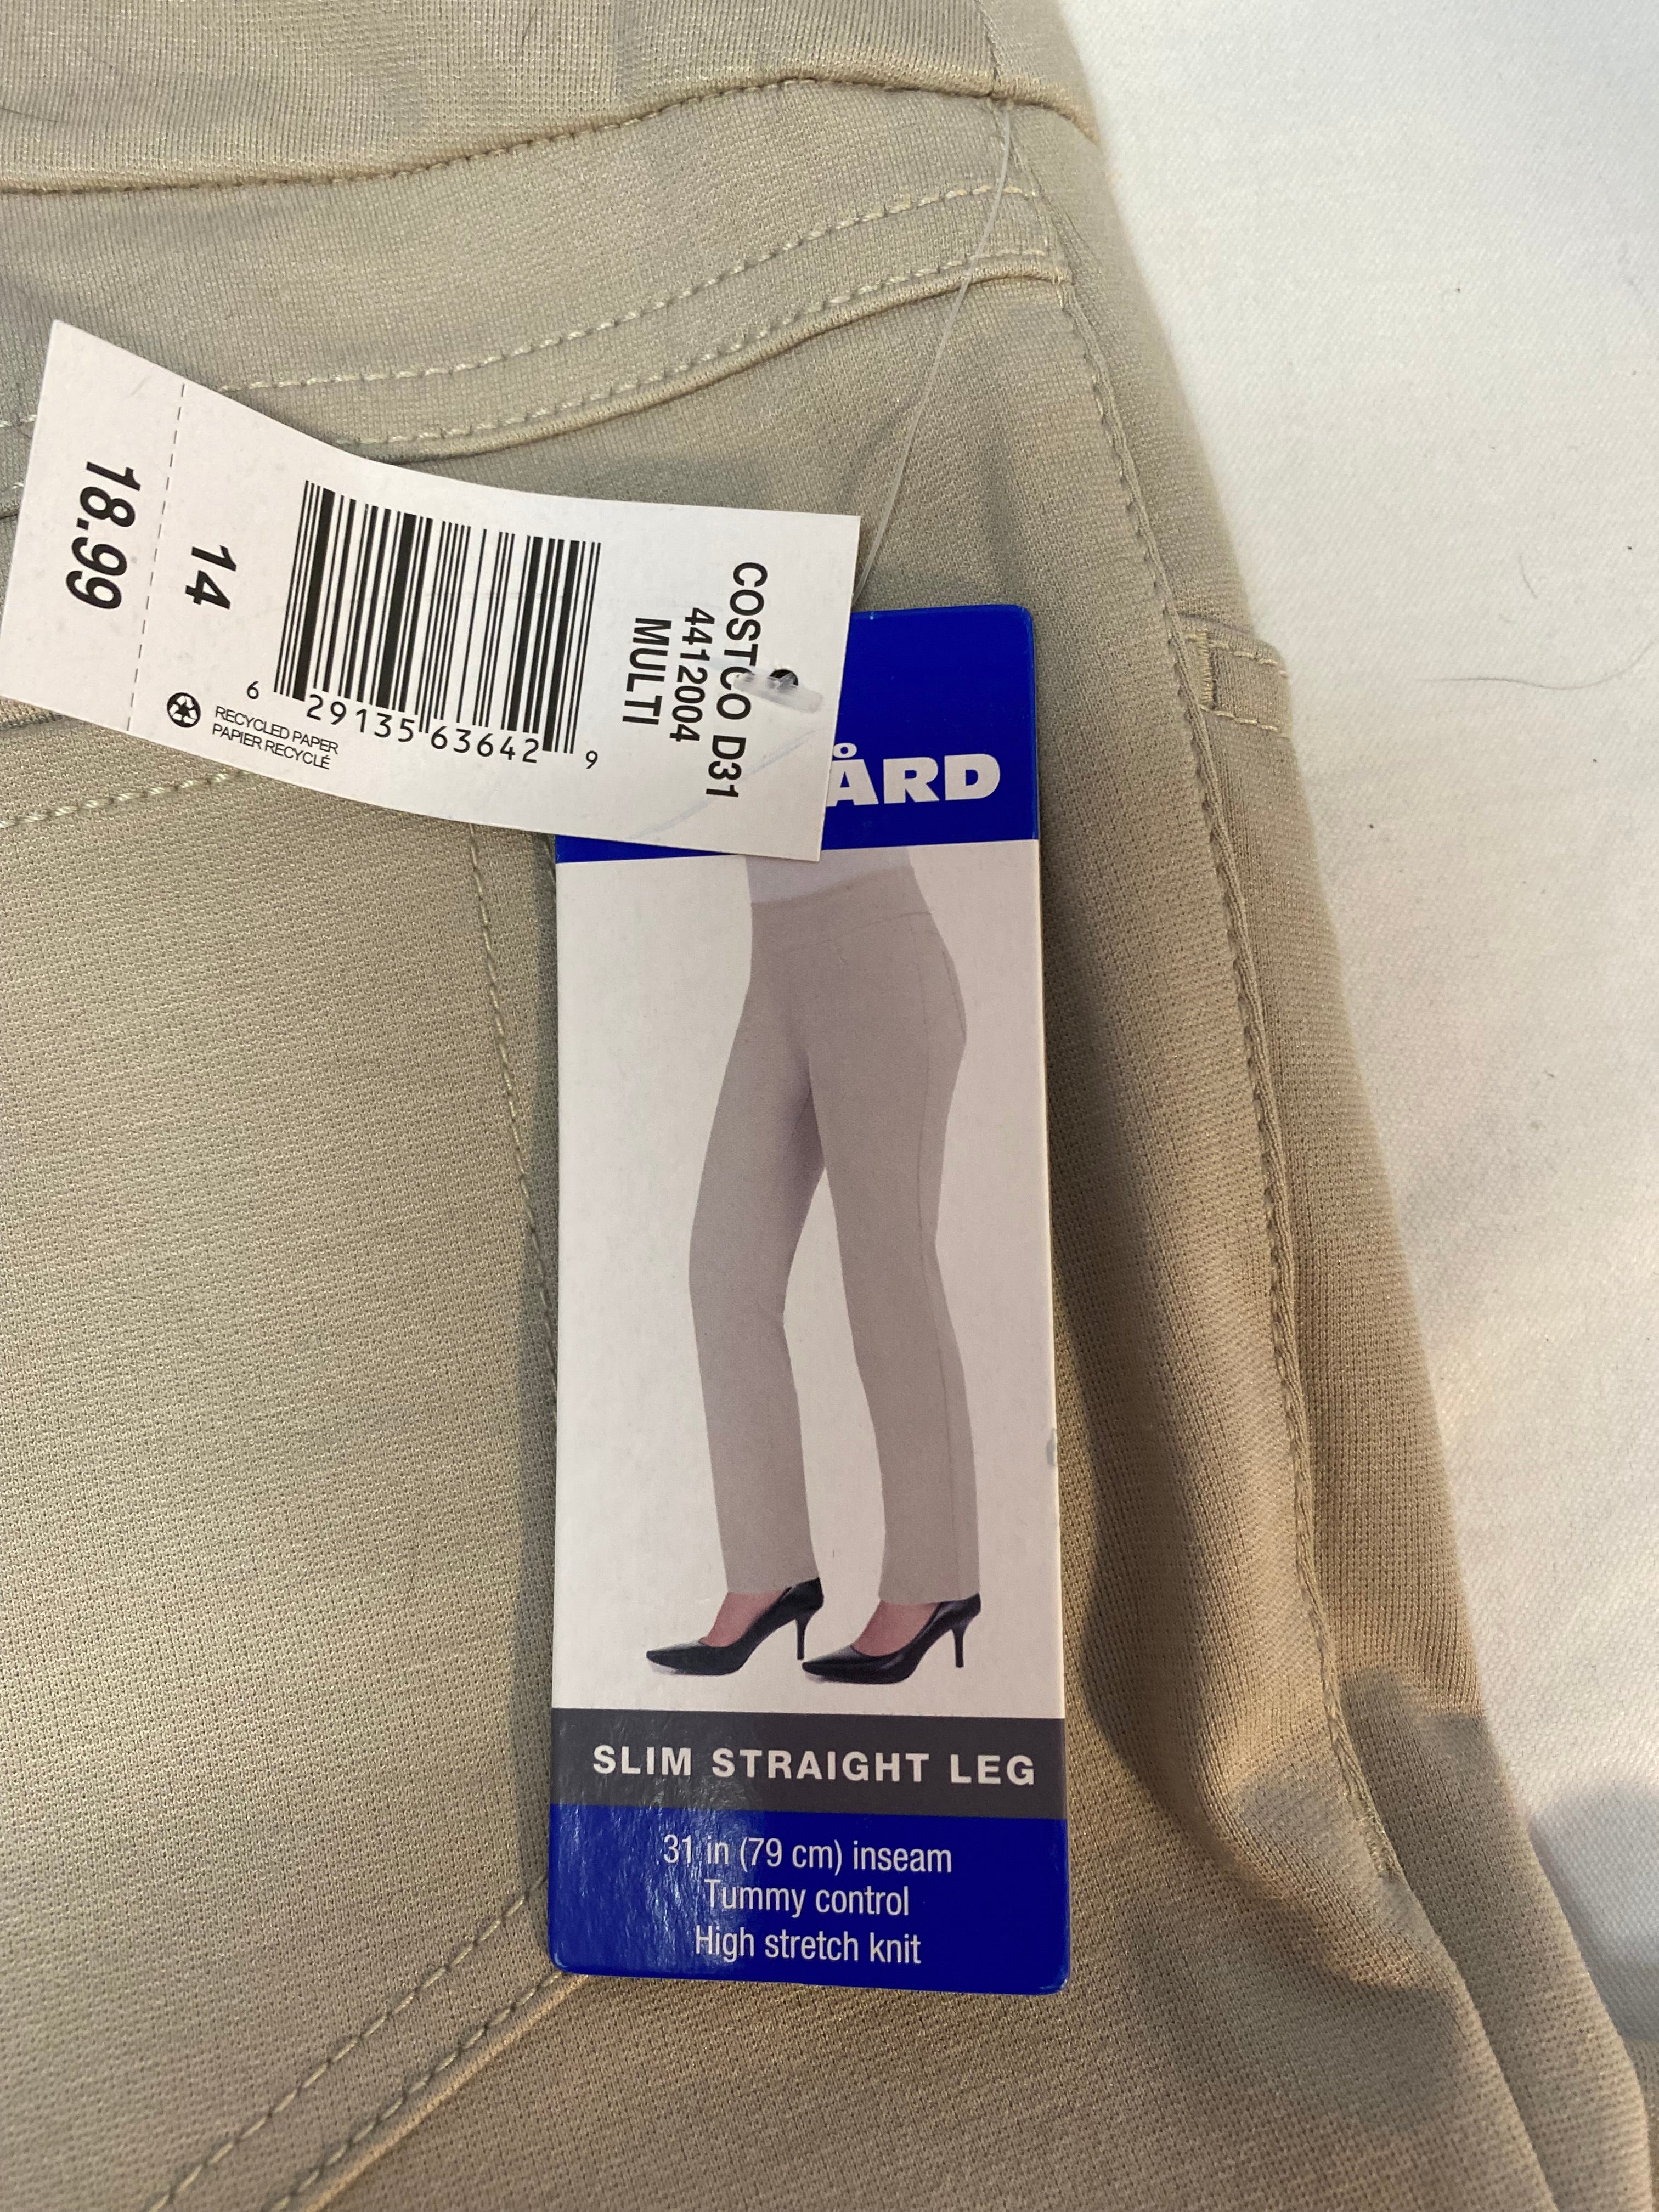 COSTCO D31
4412004
MULTI
6 29135 63642 9
RECYCLED PAPER
PAPIER RECYCLÉ
14
18.99
SLIM STRAIGHT LEG
31 in (79 cm) inseam
Tummy control
High stretch knit